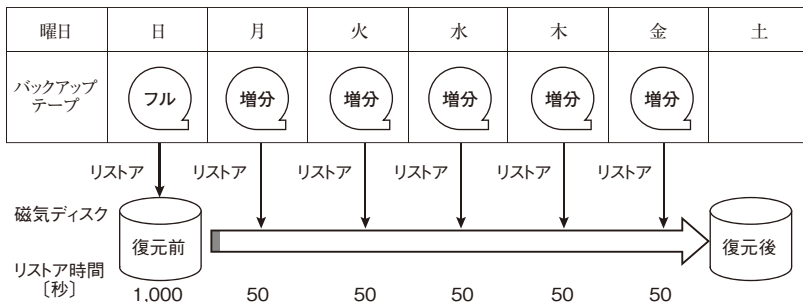 曜日 日 月 火 水 木 金 土
バックアップ
テープ
フル 増分 増分 増分 増分 増分
リストア リストア リストア リストア リストア リストア
磁気ディスク
復元前 復元後
リストア時間
〔秒〕
1,000 50 50 50 50 50